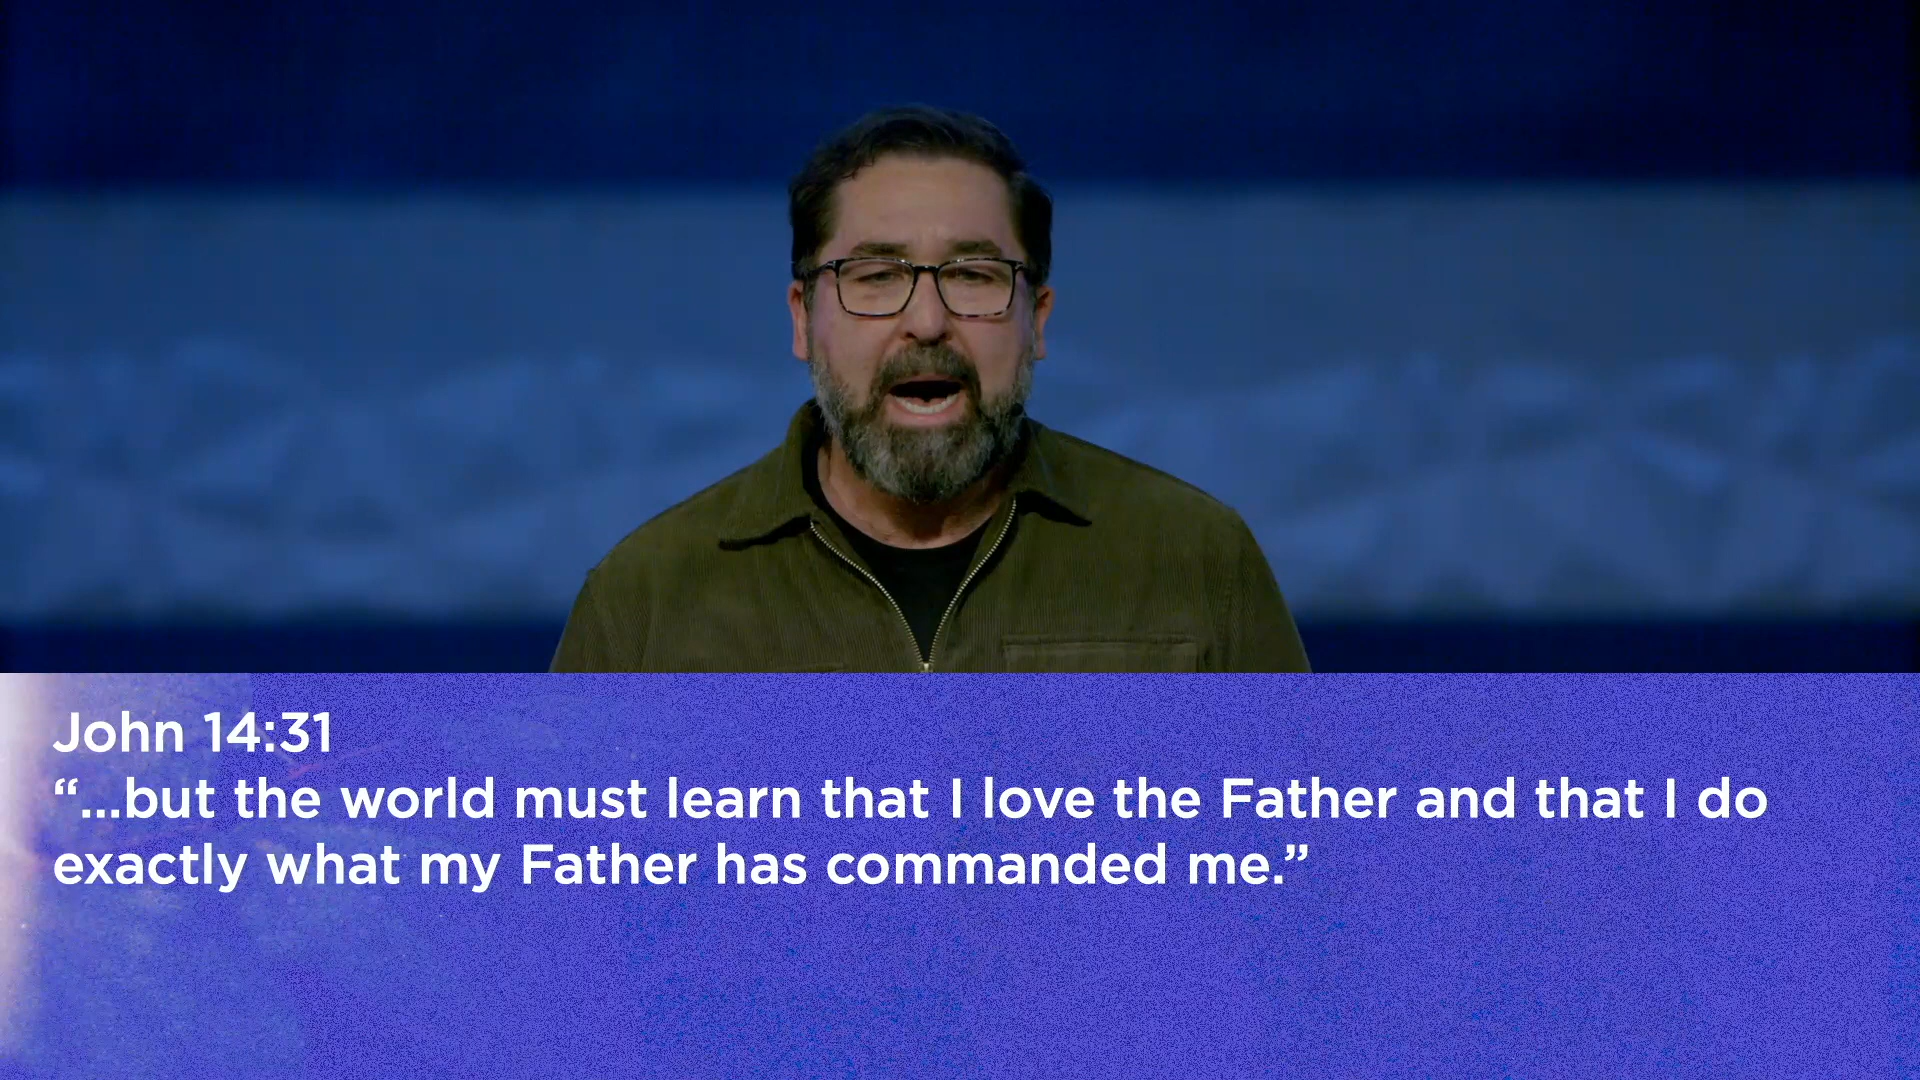 John 14:31
“...but the world must learn that I love the Father and that I do
exactly what my Father has commanded me.”